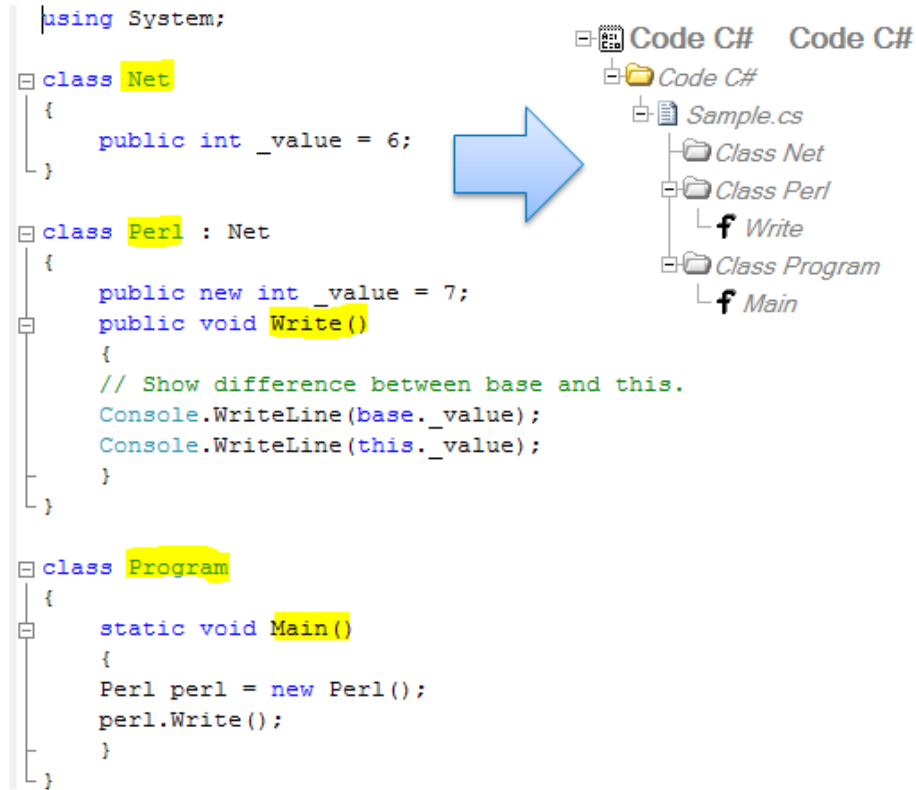 using System;
class Net
{
public int _value = 6;
}
class Perl : Net
{
public new int _value = 7;
public void Write()
{
// Show difference between base and this.
Console.WriteLine(base._value);
Console.WriteLine(this._value);
}
}
class Program
{
static void Main()
{
Perl perl = new Perl();
perl.Write();
}
}
Code C# Code C#
Code C#
Sample.cs
Class Net
Class Perl
f Write
Class Program
f Main